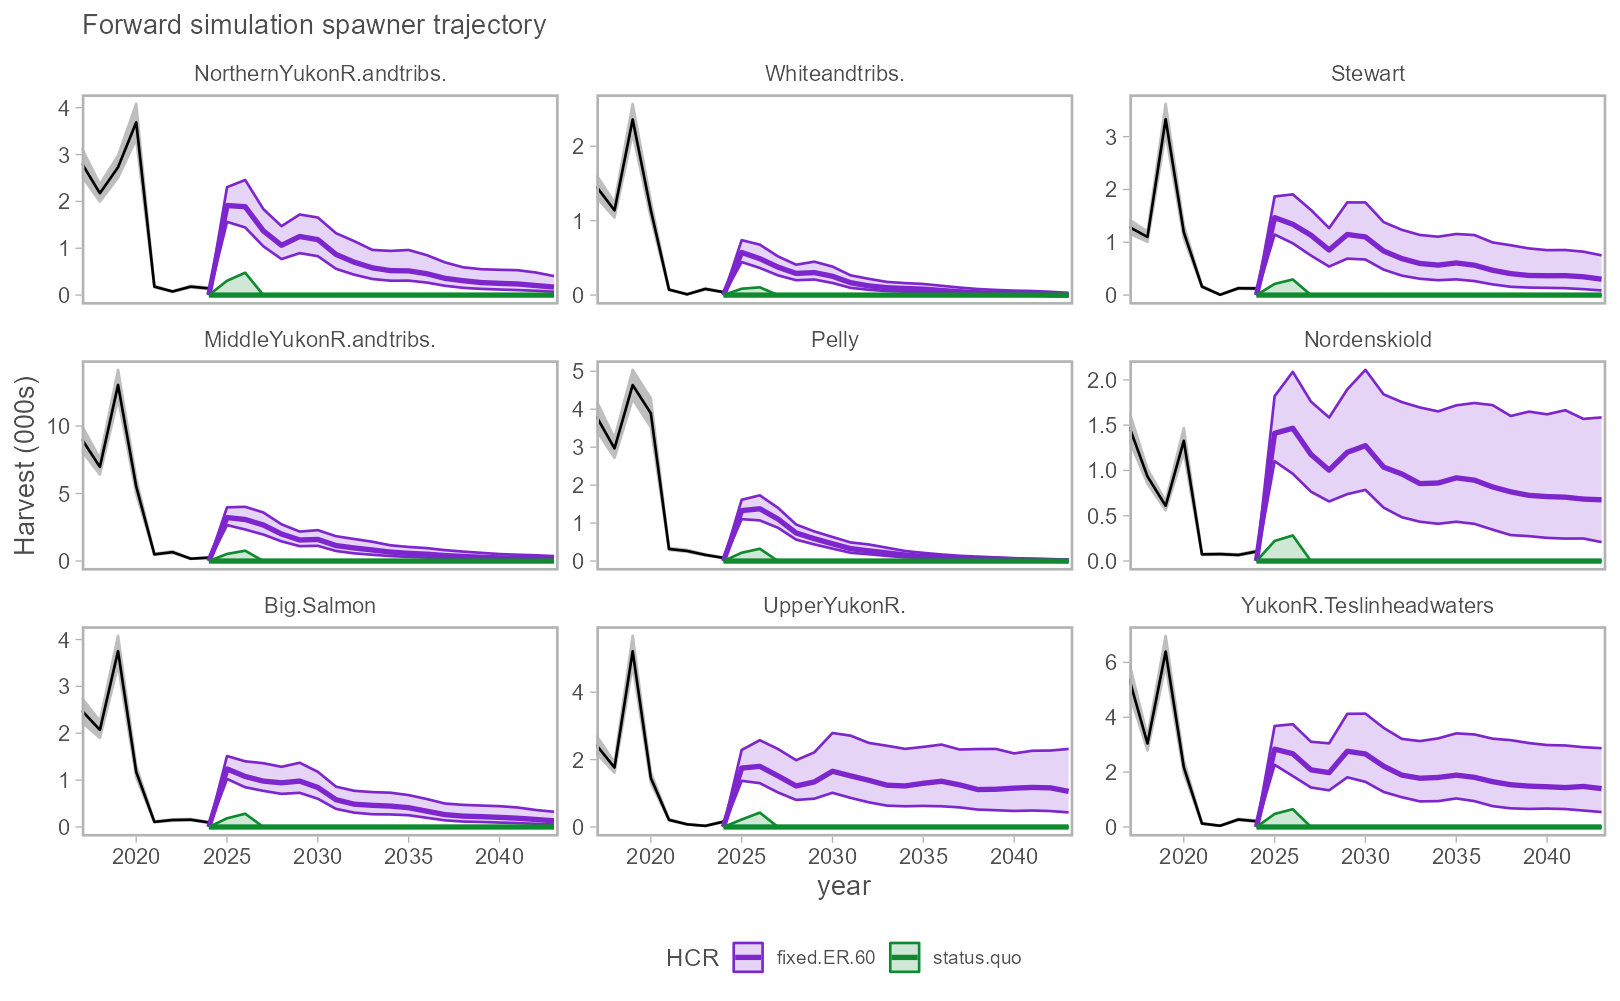 Forward simulation spawner trajectory
NorthernYukonR.andtribs.
Whiteandtribs.
Stewart
4
3
2
1
0
2
1
0
3
2
1
0
MiddleYukonR.andtribs.
Pelly
Nordenskiold
10
5
0
5
4
3
2
1
0
2.0
1.5
1.0
0.5
0.0
Harvest (000s)
Big.Salmon
UpperYukonR.
YukonR.Teslinheadwaters
4
3
2
1
0
4
2
0
6
4
2
0
2020 2025 2030 2035 2040
2020 2025 2030 2035 2040
2020 2025 2030 2035 2040
year
HCR fixed.ER.60 status.quo